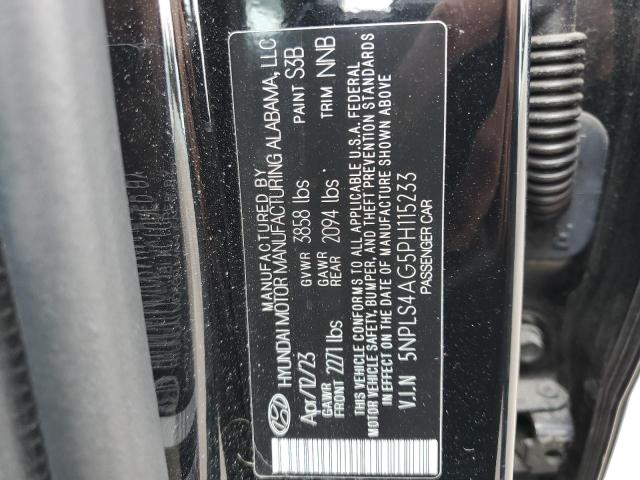 MANUFACTURED BY
HYUNDAI MOTOR MANUFACTURING ALABAMA, LLC
Apr/12/23 GVWR 3858 lbs PAINT S3B
GAWR FRONT 2271 lbs GAWR REAR 2094 lbs TRIM NNB
THIS VEHICLE CONFORMS TO ALL APPLICABLE U.S.A. FEDERAL
MOTOR VEHICLE SAFETY, BUMPER, AND THEFT PREVENTION STANDARDS
IN EFFECT ON THE DATE OF MANUFACTURE SHOWN ABOVE
V.I.N 5NPLS4AG5PH115233
PASSENGER CAR